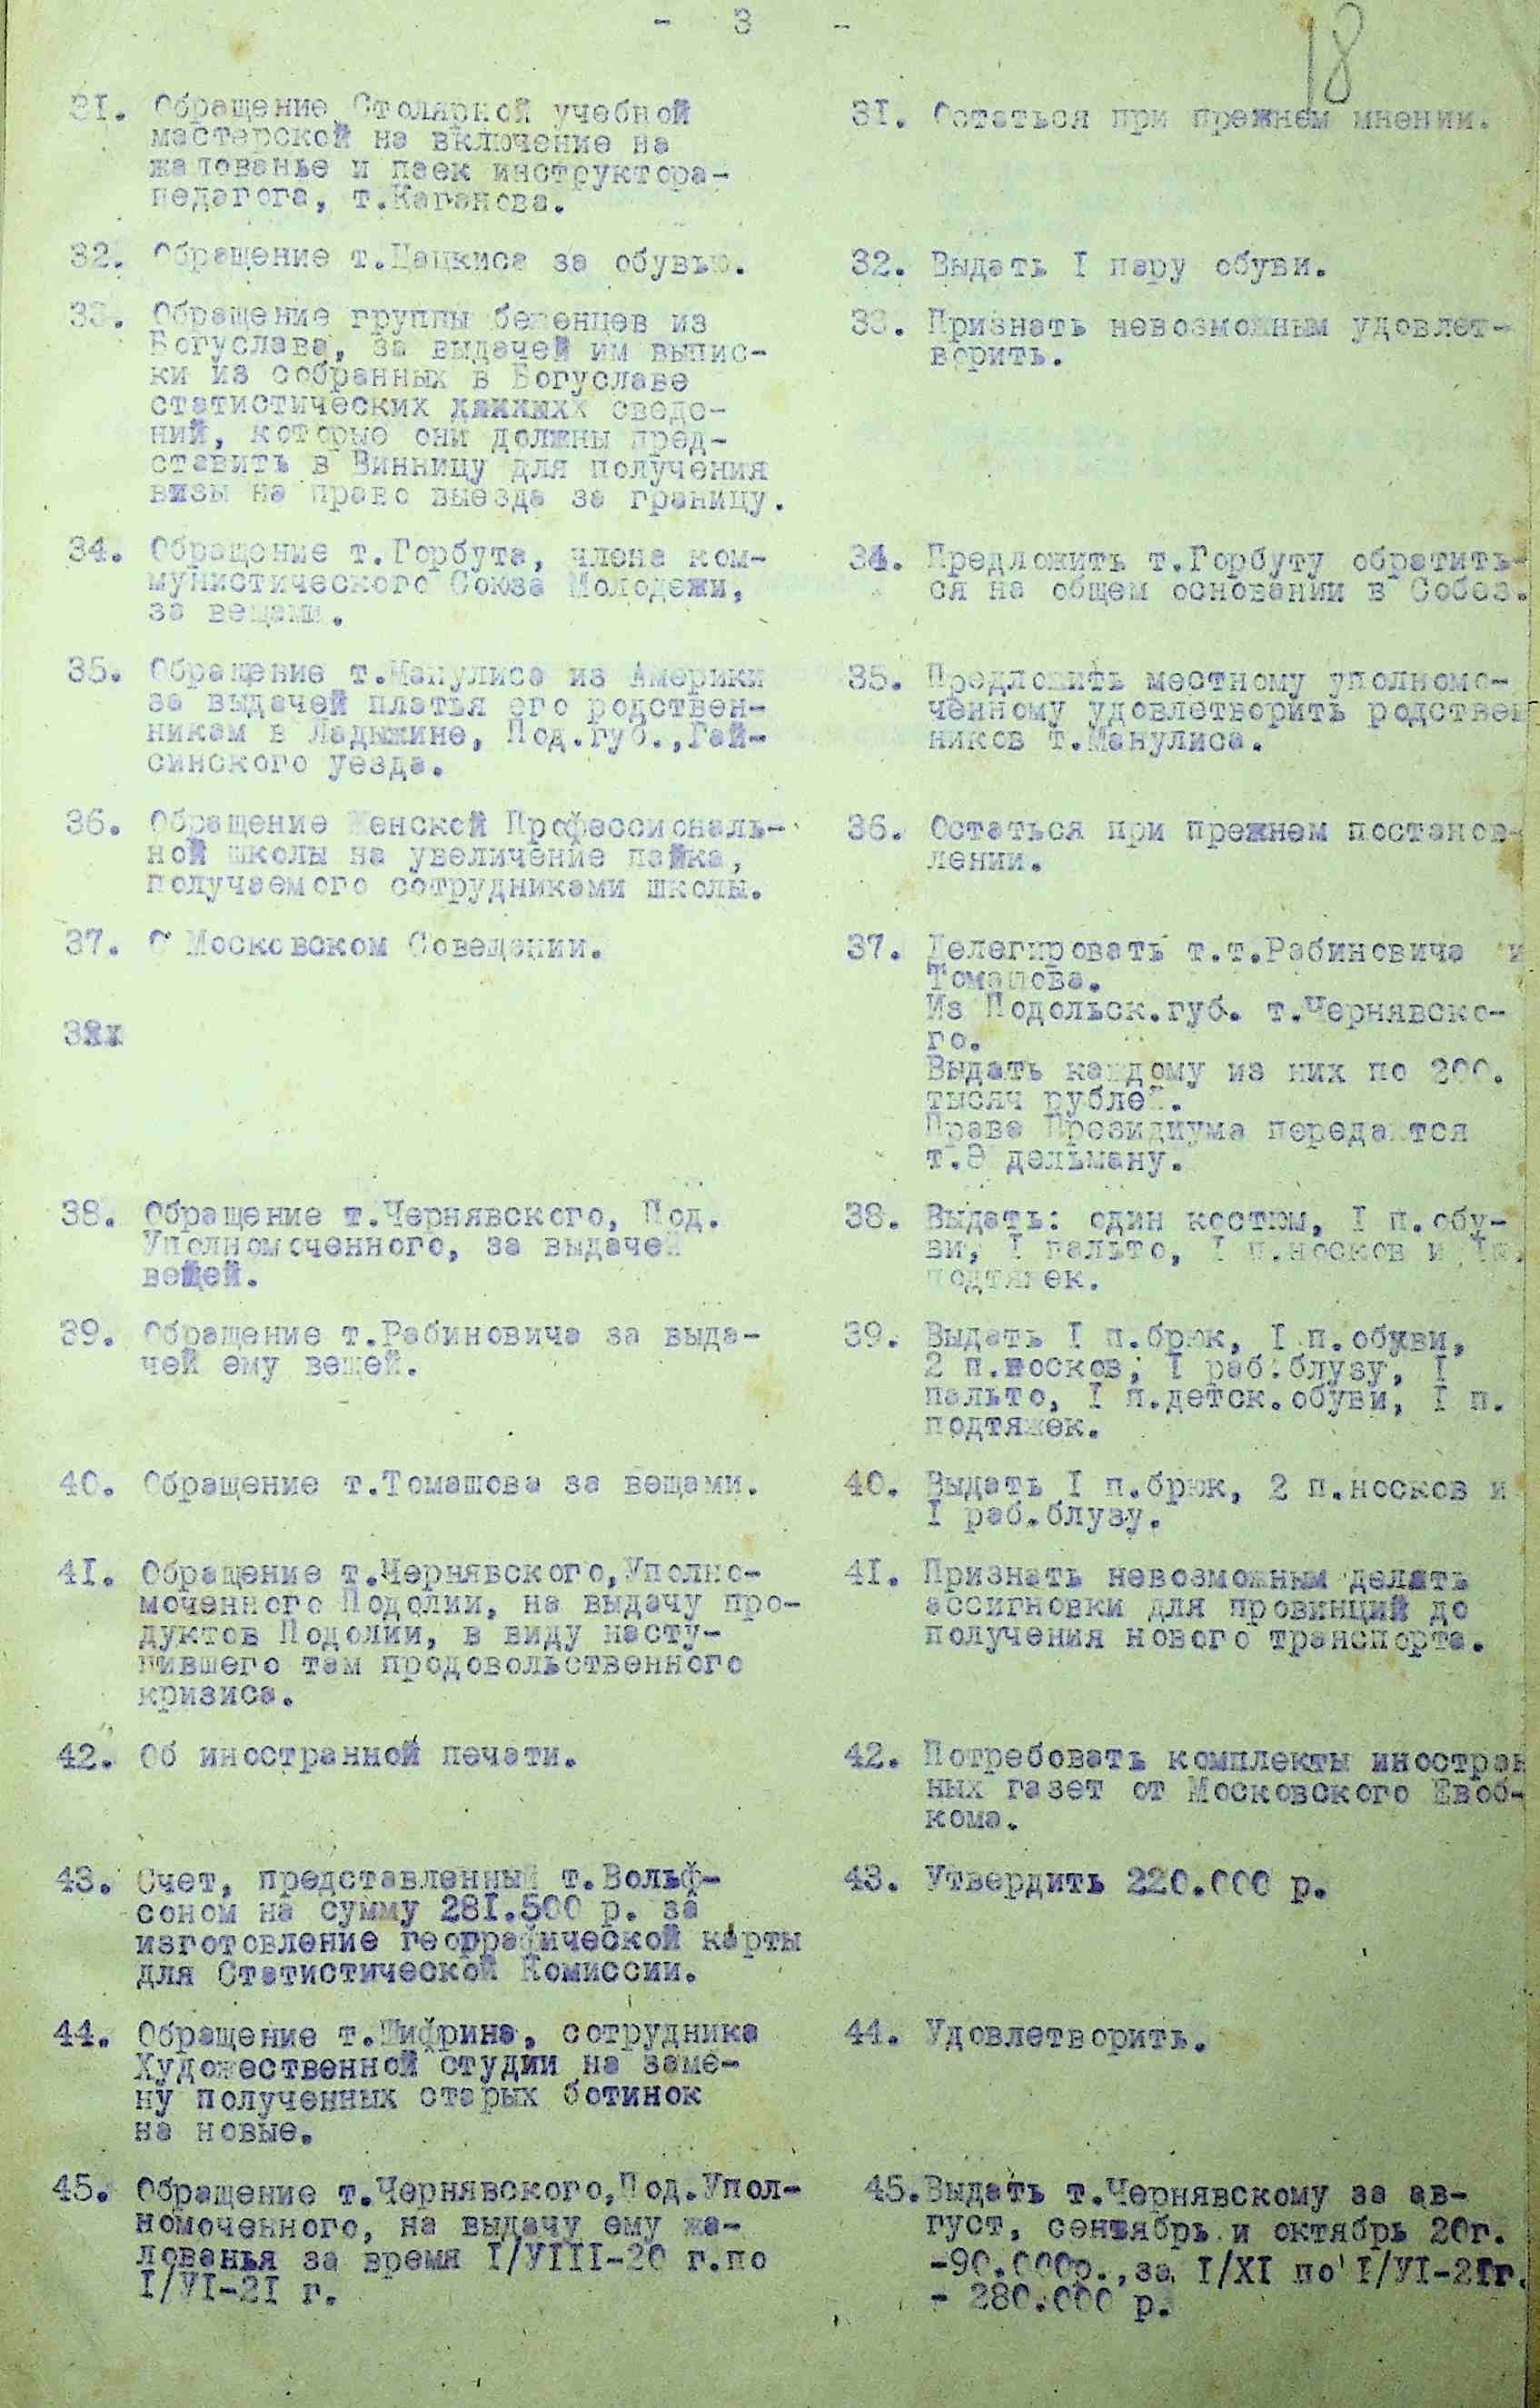 - 3 -
18
31. Обращение Столярной учебной
мастерской на включение на
жалованье и паек инструктора-
педагога, т.Каганова.
31. Остаться при прежнем мнении.
32. Обращение т.Цацкиса за обувью.
32. Выдать I пару обуви.
33. Обращение группы беженцев из
Богуслава, за выдачей им выпис-
ки из собранных в Богуславе
статистических сведе-
ний, которые они должны пред-
ставить в Винницу для получения
визы на право выезда за границу.
33. Признать невозможным удовлет-
ворить.
34. Обращение т.Горбута, члена ком-
мунистического Союза Молодежи,
за вещами.
34. Предложить т.Горбуту обратить-
ся на общем основании в Собез.
35. Обращение т.Манулиса из Америки
за выдачей платья его родствен-
никам в Ладыжине, Под.губ.,Гай-
синского уезда.
35. Предложить местному уполномо-
ченному удовлетворить родствен
ников т.Манулиса.
36. Обращение Женской Профессиональ-
ной школы на увеличение пайка,
получаемого сотрудниками школы.
36. Остаться при прежнем постанов-
лении.
37. О Московском Совещании.
37. Делегировать т.т.Рабиновича и
Томашова.
Из Подольск.губ. т.Чернявско-
го.
Выдать каждому из них по 200.
тысяч рублей.
Права Президиума передаются
т.Эдельману.
38. Обращение т.Чернявского, Под.
Уполномоченного, за выдачей
вещей.
38. Выдать: один костюм, I п.обу-
ви, I пальто, I п.носков и Iп.
подтяжек.
39. Обращение т.Рабиновича за выда-
чей ему вещей.
39. Выдать I п.брюк, I п.обуви,
2 п.носков, I раб.блузу, I
пальто, I п.детск.обуви, I п.
подтяжек.
40. Обращение т.Томашова за вещами.
40. Выдать I п.брюк, 2 п.носков и
I раб.блузу.
41. Обращение т.Чернявского,Уполно-
моченного Подолии, на выдачу про-
дуктов Подолии, в виду насту-
пившего там продовольственного
кризиса.
41. Признать невозможным делать
ассигновки для провинций до
получения нового транспорта.
42. Об иностранной печати.
42. Потребовать комплекты иностран
ных газет от Московского Евоб-
кома.
43. Счет, представленный т.Вольф-
соном на сумму 281.500 р. за
изготовление географической карты
для Статистической Комиссии.
43. Утвердить 220.000 р.
44. Обращение т.Шифрина, сотрудника
Художественной студии на заме-
ну полученных старых ботинок
на новые.
44. Удовлетворить.
45. Обращение т.Чернявского,Под.Упол-
номоченного, на выдачу ему жа-
лованья за время I/УIII-20 г.по
I/УI-2I г.
45.Выдать т.Чернявскому за ав-
густ, сентябрь и октябрь 20г.
-90.000р.,за I/XI по I/УI-2Iг.
- 280.000 р.